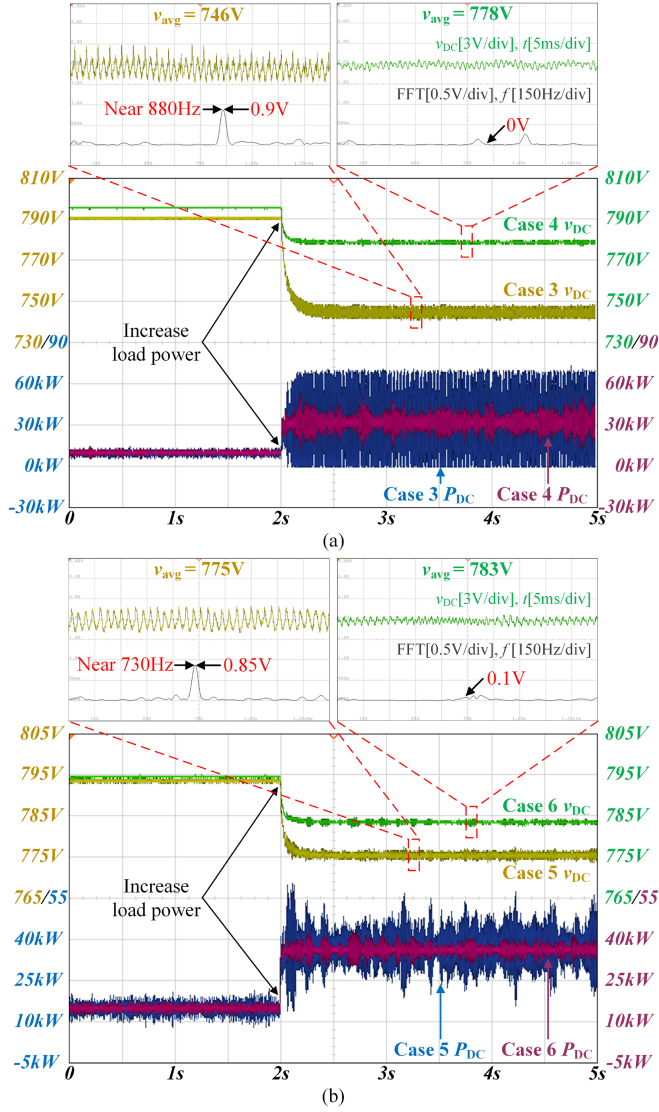 v_avg = 746V
v_avg = 778V
v_DC[3V/div], t[5ms/div]
Near 880Hz
0.9V
FFT[0.5V/div], f [150Hz/div]
0V
810V
810V
790V
790V
Case 4 v_DC
770V
770V
750V
Case 3 v_DC
750V
Increase
load power
730/90
730/90
60kW
60kW
30kW
30kW
0kW
0kW
Case 3 P_DC
Case 4 P_DC
-30kW
-30kW
0
1s
2s
3s
4s
5s
(a)
v_avg = 775V
v_avg = 783V
v_DC[3V/div], t[5ms/div]
FFT[0.5V/div], f [150Hz/div]
Near 730Hz
0.85V
0.1V
805V
805V
795V
795V
Case 6 v_DC
785V
785V
775V
775V
Case 5 v_DC
Increase
load power
765/55
765/55
40kW
40kW
25kW
25kW
10kW
10kW
Case 5 P_DC
Case 6 P_DC
-5kW
-5kW
0
1s
2s
3s
4s
5s
(b)